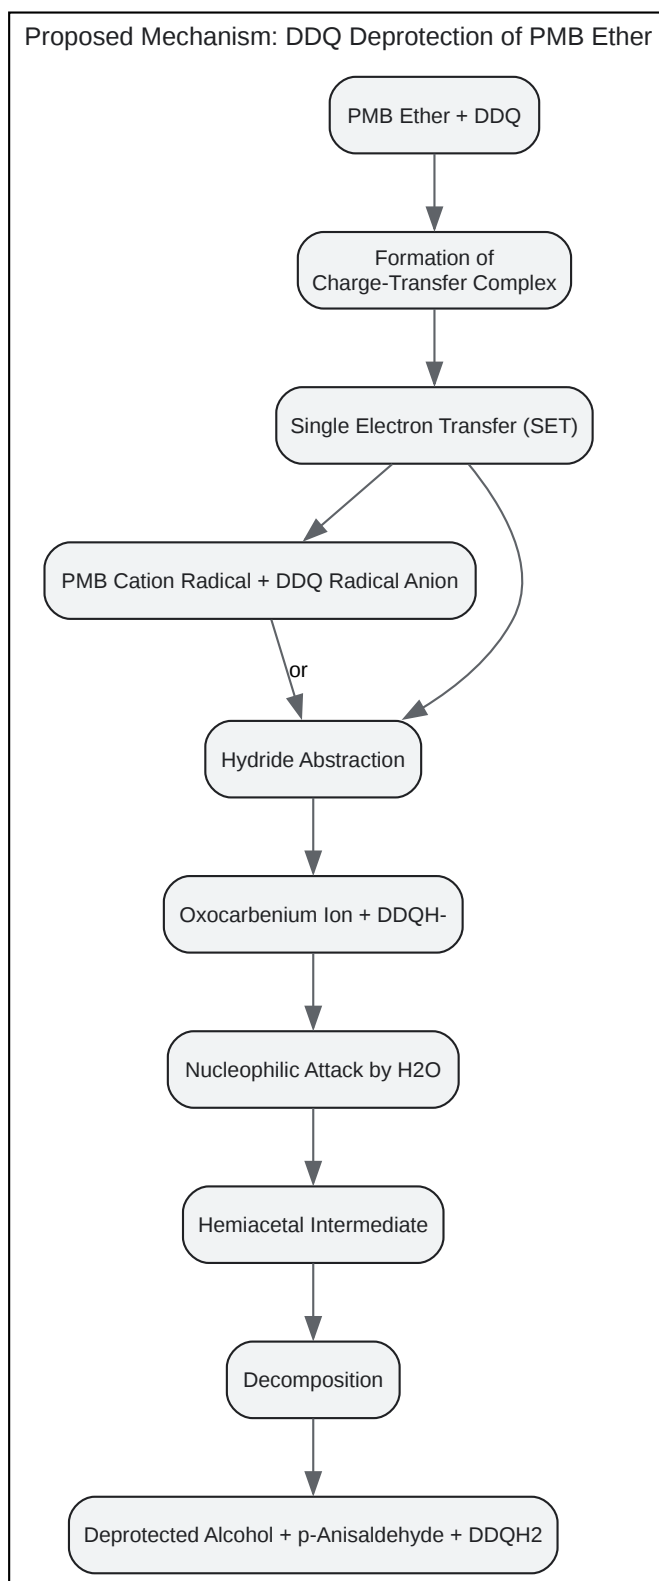 Proposed Mechanism: DDQ Deprotection of PMB Ether
PMB Ether + DDQ
Formation of
Charge-Transfer Complex
Single Electron Transfer (SET)
PMB Cation Radical + DDQ Radical Anion
or
Hydride Abstraction
Oxocarbenium Ion + DDQH-
Nucleophilic Attack by H2O
Hemiacetal Intermediate
Decomposition
Deprotected Alcohol + p-Anisaldehyde + DDQH2